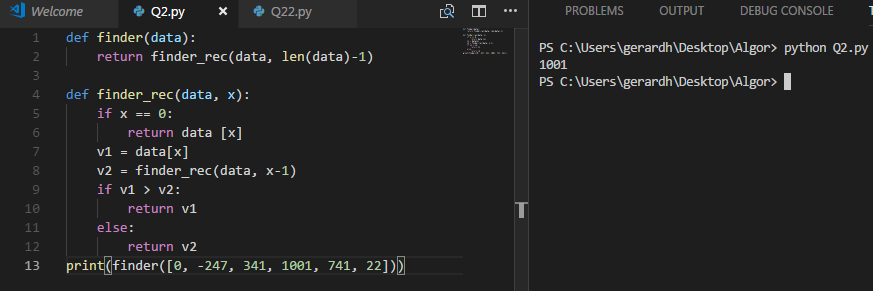 Welcome
Q2.py
Q22.py
PROBLEMS OUTPUT DEBUG CONSOLE
1 def finder(data):
2     return finder_rec(data, len(data)-1)
3
4 def finder_rec(data, x):
5     if x == 0:
6         return data [x]
7     v1 = data[x]
8     v2 = finder_rec(data, x-1)
9     if v1 > v2:
10         return v1
11     else:
12         return v2
13 print(finder([0, -247, 341, 1001, 741, 22]))
PS C:\Users\gerardh\Desktop\Algor> python Q2.py
1001
PS C:\Users\gerardh\Desktop\Algor>